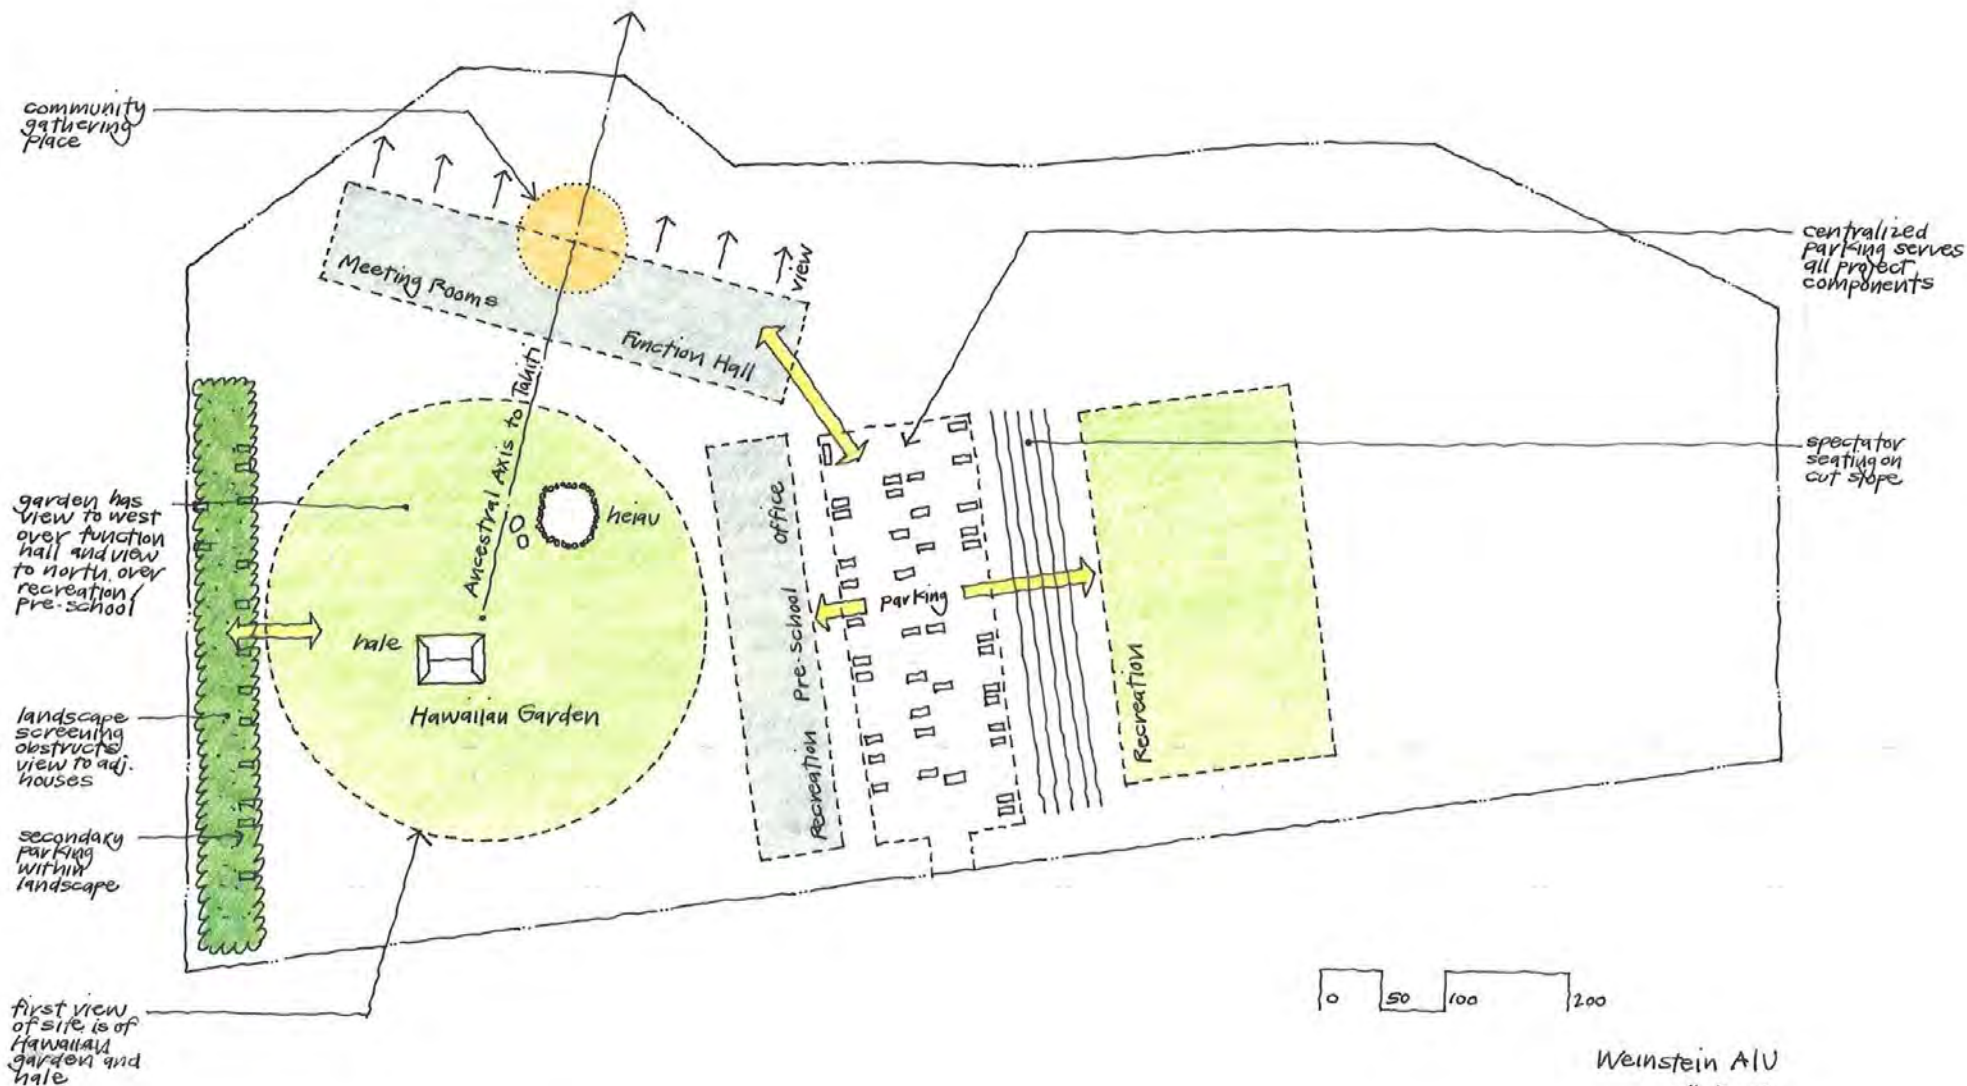 community
gathering
place
view
Meeting Rooms
Function Hall
centralized
parking serves
all project
components
Ancestral Axis to Tahiti
spectator
seating on
cut slope
garden has
view to west
over function
hall and view
to north over
recreation/
pre-school
heiau
office
Pre-school
Recreation
parking
Recreation
hale
Hawaiian Garden
landscape
screening
obstructs
view to adj.
houses
secondary
parking
within
landscape
first view
of site is of
Hawaiian
garden and
hale
0 50 100 200
Weinstein A|U